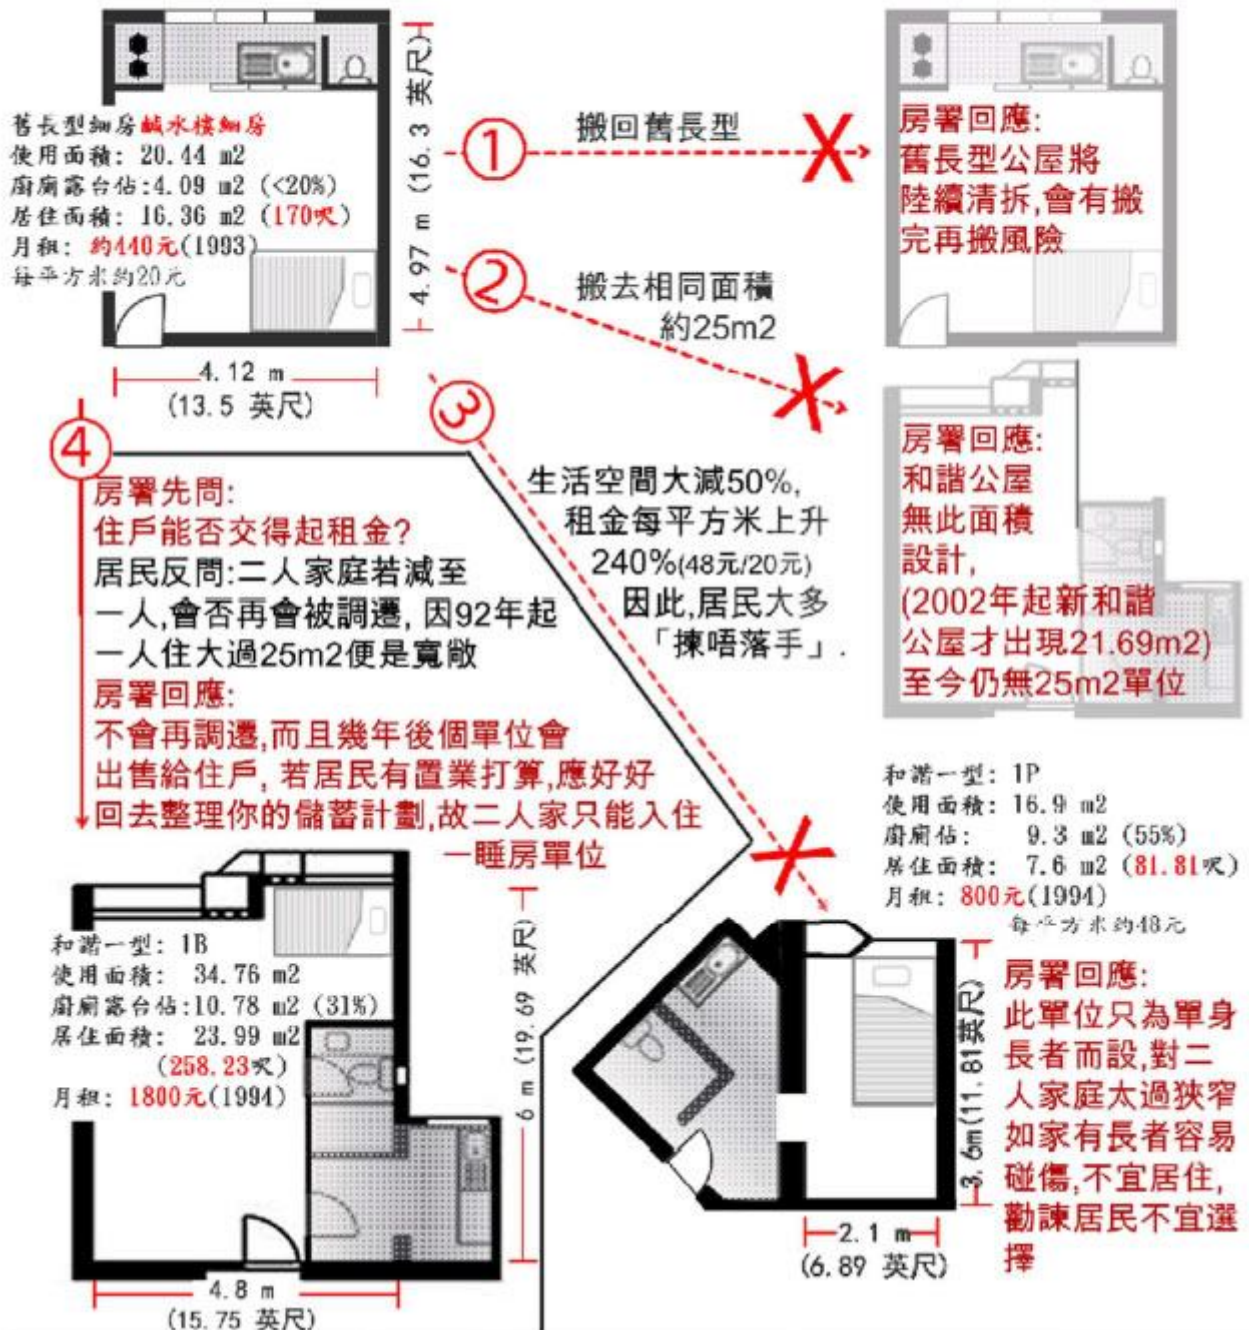 舊長型細房鹹水樓細房
使用面積: 20.44 m2
廚廁露台佔:4.09 m2 (<20%)
居住面積: 16.36 m2 (170呎)
月租: 約440元(1993)
每平方米約20元
4.97 m (16.3 英尺)
4.12 m
(13.5 英尺)
①
搬回舊長型
X
房署回應:
舊長型公屋將
陸續清拆,會有搬
完再搬風險
②
搬去相同面積
約25m2
X
房署回應:
和諧公屋
無此面積
設計,
(2002年起新和諧
公屋才出現21.69m2)
至今仍無25m2單位
③
生活空間大減50%,
租金每平方米上升
240%(48元/20元)
因此,居民大多
「揀唔落手」.
X
和諧一型: 1P
使用面積: 16.9 m2
廚廁佔: 9.3 m2 (55%)
居住面積: 7.6 m2 (81.81呎)
月租: 800元(1994)
每平方米約48元
房署回應:
此單位只為單身
長者而設,對二
人家庭太過狹窄
如家有長者容易
碰傷,不宜居住,
勸諫居民不宜選
擇
3.6m(11.81英尺)
2.1 m
(6.89 英尺)
④
房署先問:
住戶能否交得起租金?
居民反問:二人家庭若減至
一人,會否再會被調遷, 因92年起
一人住大過25m2便是寬敞
房署回應:
不會再調遷,而且幾年後個單位會
出售給住戶, 若居民有置業打算,應好好
回去整理你的儲蓄計劃,故二人家只能入住
一睡房單位
和諧一型: 1B
使用面積: 34.76 m2
廚廁露台佔:10.78 m2 (31%)
居住面積: 23.99 m2
(258.23呎)
月租: 1800元(1994)
6 m (19.69 英尺)
4.8 m
(15.75 英尺)